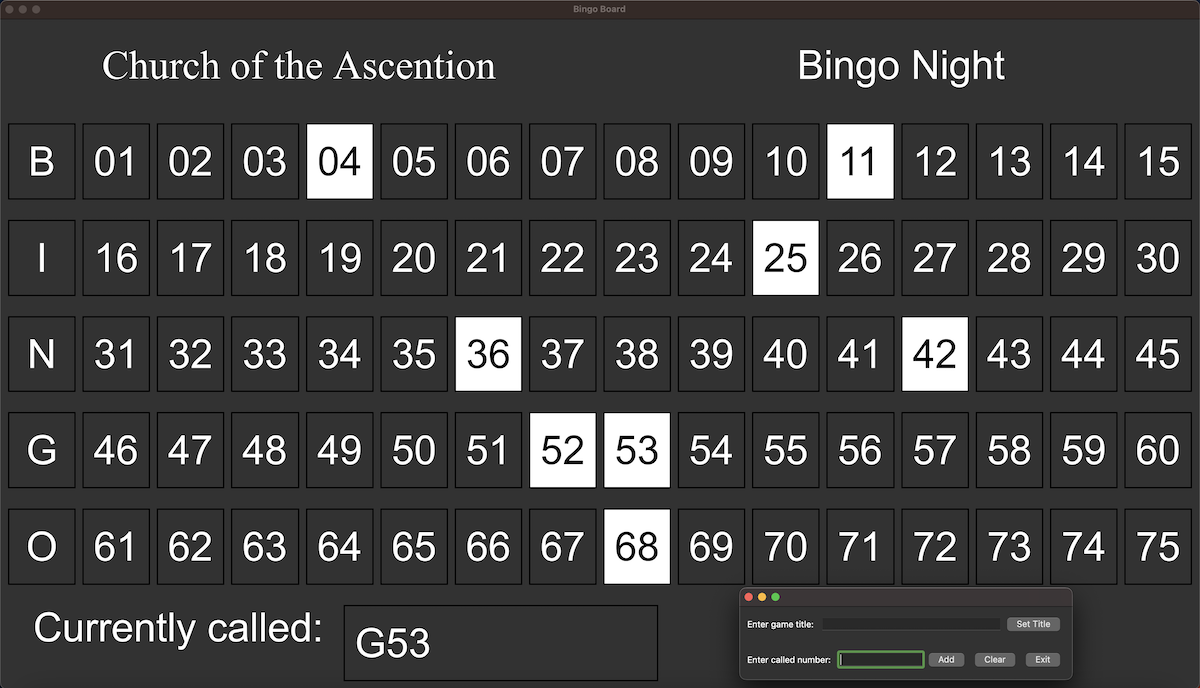 Bingo Board
Church of the Ascention
Bingo Night
B 01 02 03 04 05 06 07 08 09 10 11 12 13 14 15
I 16 17 18 19 20 21 22 23 24 25 26 27 28 29 30
N 31 32 33 34 35 36 37 38 39 40 41 42 43 44 45
G 46 47 48 49 50 51 52 53 54 55 56 57 58 59 60
O 61 62 63 64 65 66 67 68 69 70 71 72 73 74 75
Currently called: G53
Enter game title: Set Title
Enter called number: Add Clear Exit